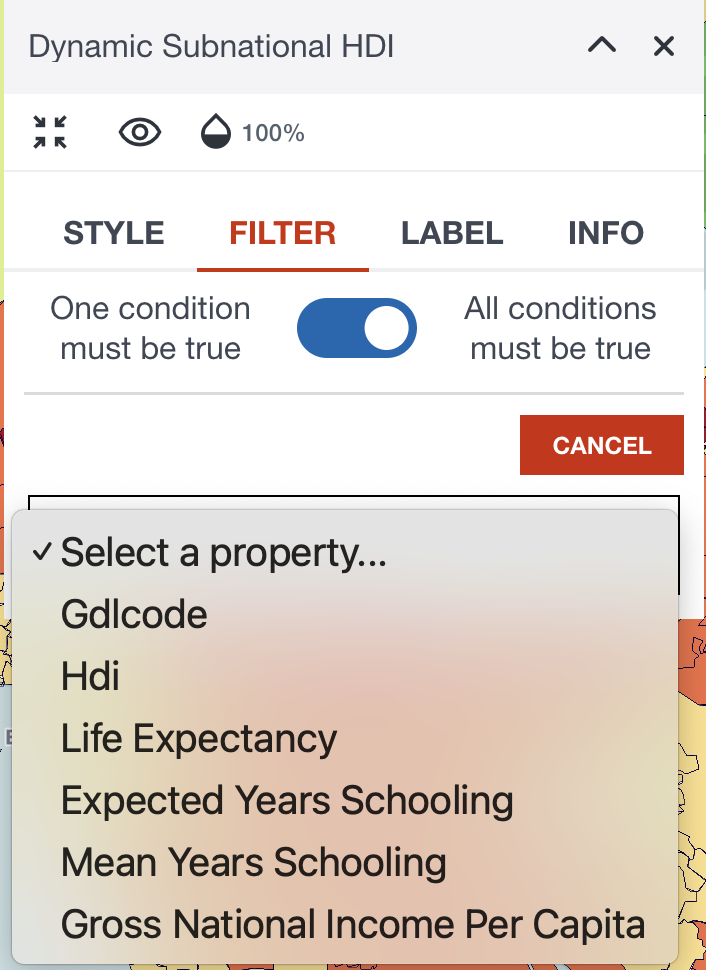 Dynamic Subnational HDI
100%
STYLE FILTER LABEL INFO
One condition
must be true
All conditions
must be true
CANCEL
✓ Select a property...
Gdlcode
Hdi
Life Expectancy
Expected Years Schooling
Mean Years Schooling
Gross National Income Per Capita